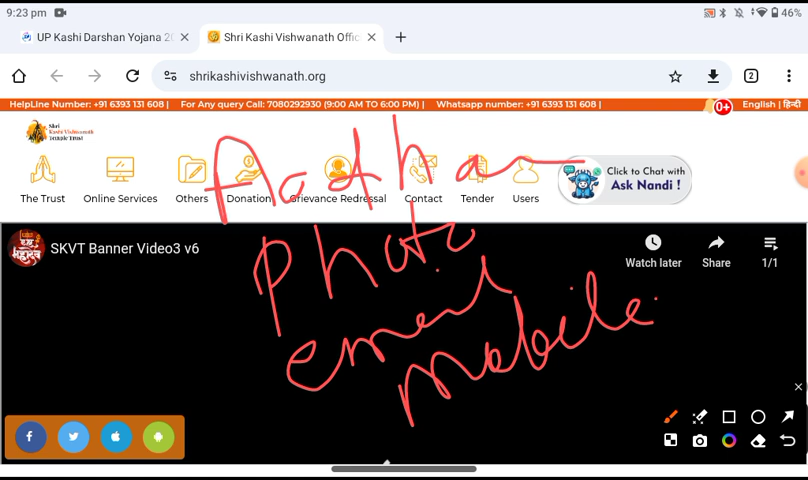 9:23 pm 46%
UP Kashi Darshan Yojana 20 Shri Kashi Vishwanath Offic
shrikashivishwanath.org 2
HelpLine Number: +91 6393 131 608 | For Any query Call: 7080292930 (9:00 AM TO 6:00 PM) | Whatsapp number: +91 6393 131 608 | 0+ English | हिन्दी
Shri
Kashi Vishwanath
Temple Trust
The Trust Online Services Others Donation Grievance Redressal Contact Tender Users
Click to Chat with
Ask Nandi !
Aadhar
SKVT Banner Video3 v6
Watch later Share 1/1
Photo
email
mobile